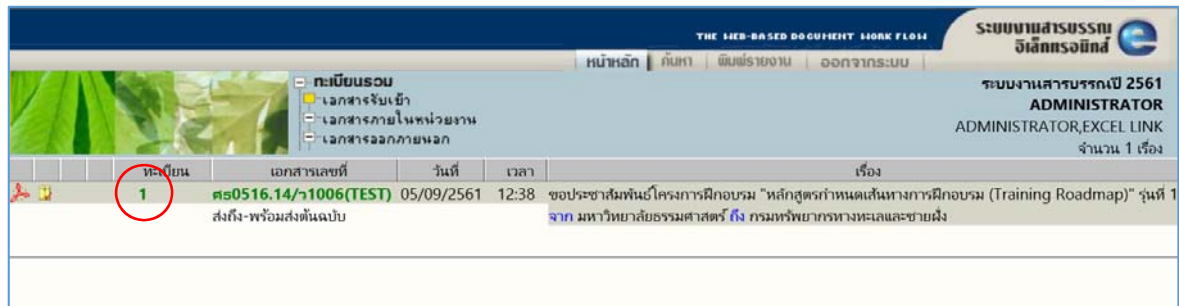 THE WEB-BASED DOCUMENT WORK FLOW
ระบบงานสารบรรณ
อิเล็กทรอนิกส์
หน้าหลัก | ค้นหา | พิมพ์รายงาน | ออกจากระบบ
ทะเบียนรวม
เอกสารรับเข้า
เอกสารภายในหน่วยงาน
เอกสารออกภายนอก
ระบบงานสารบรรณปี 2561
ADMINISTRATOR
ADMINISTRATOR,EXCEL LINK
จำนวน 1 เรื่อง
ทะเบียน เอกสารเลขที่ วันที่ เวลา เรื่อง
1 ศธ0516.14/ว1006(TEST) 05/09/2561 12:38 ขอประชาสัมพันธ์โครงการฝึกอบรม "หลักสูตรกำหนดเส้นทางการฝึกอบรม (Training Roadmap)" รุ่นที่ 1
ส่งถึง-พร้อมส่งต้นฉบับ จาก มหาวิทยาลัยธรรมศาสตร์ ถึง กรมทรัพยากรทางทะเลและชายฝั่ง